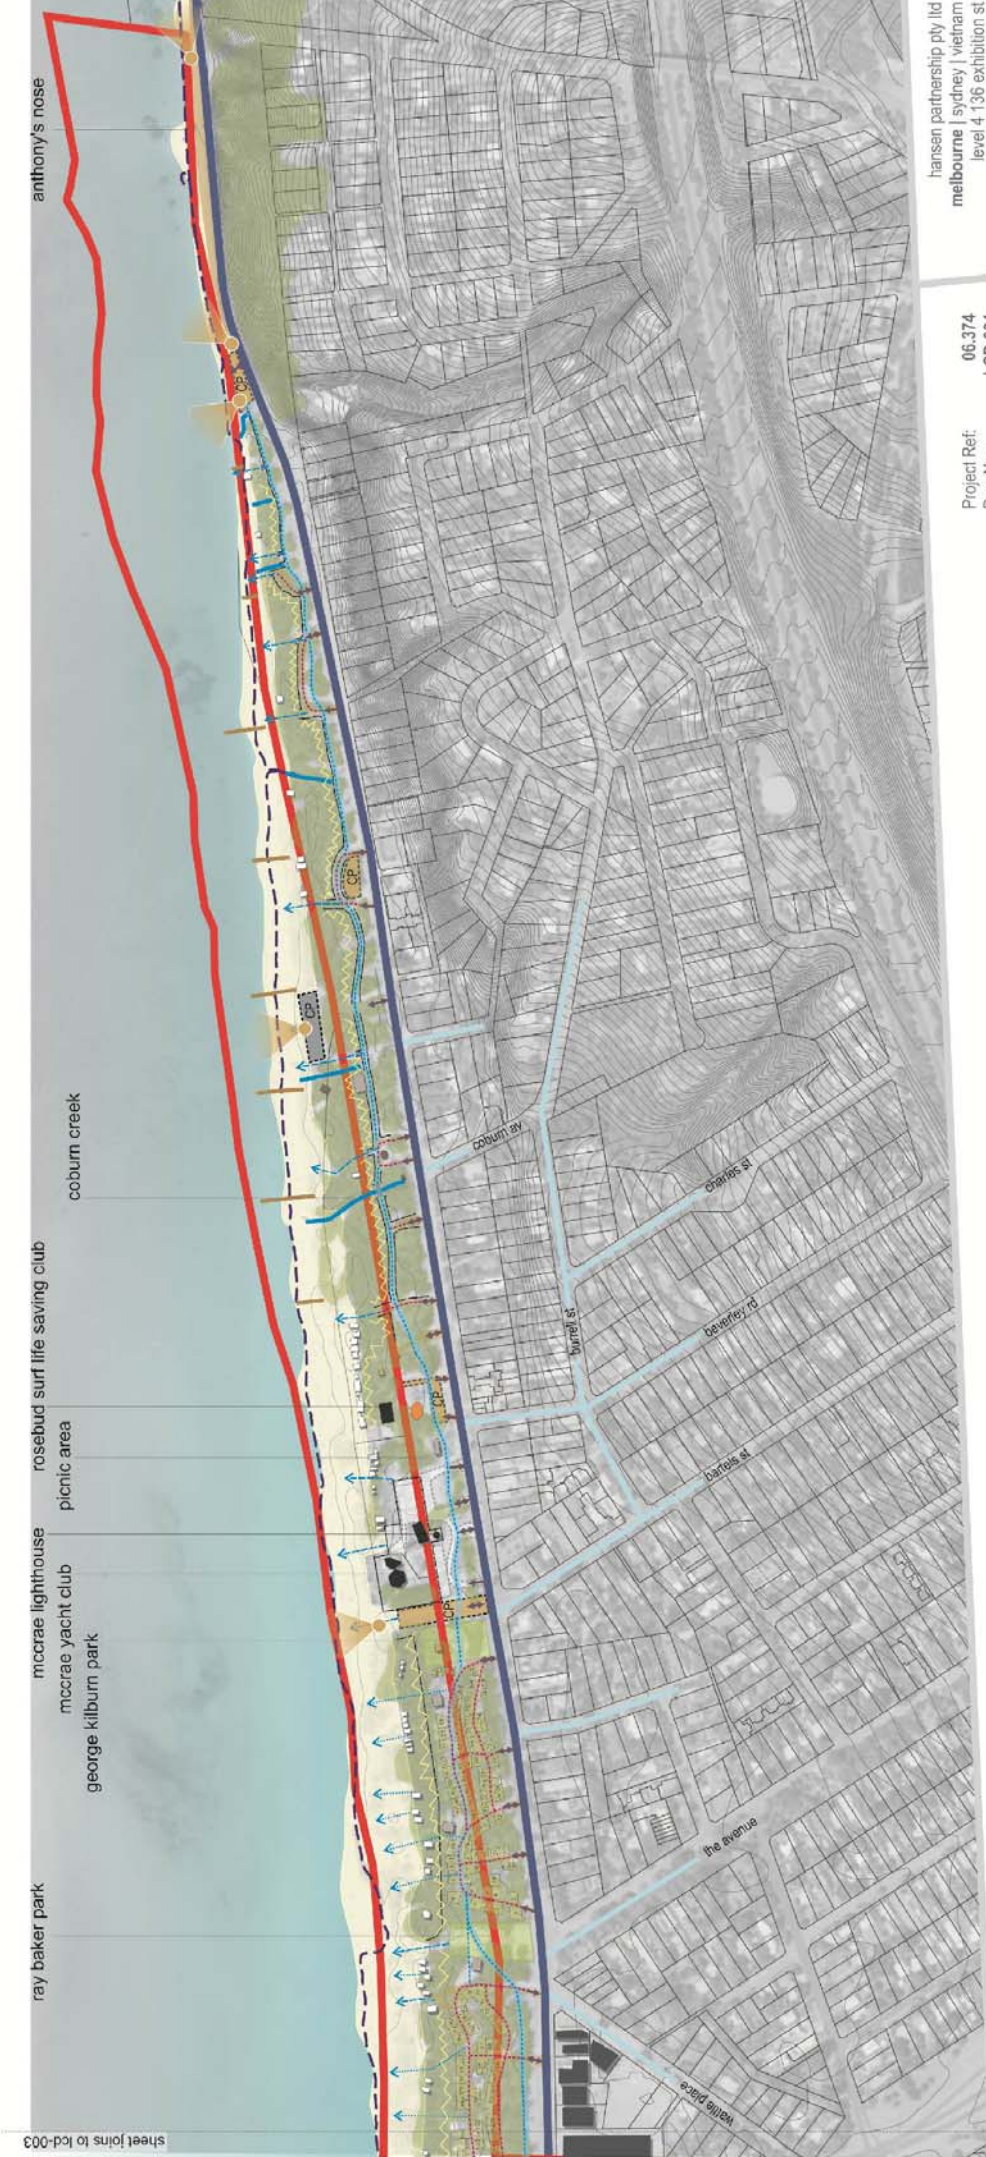 anthony's nose
coburn creek
rosebud surf life saving club
picnic area
mccrae lighthouse
mccrae yacht club
george kilburn park
ray baker park
sheet joins to lcd-003
CP
CP
CP
CP
CP
coburn av
charles st
burrell st
beverley rd
bartels st
the avenue
wattle place
hansen partnership pty ltd
melbourne | sydney | vietnam
level 4 136 exhibition st
Project Ref: 06.374